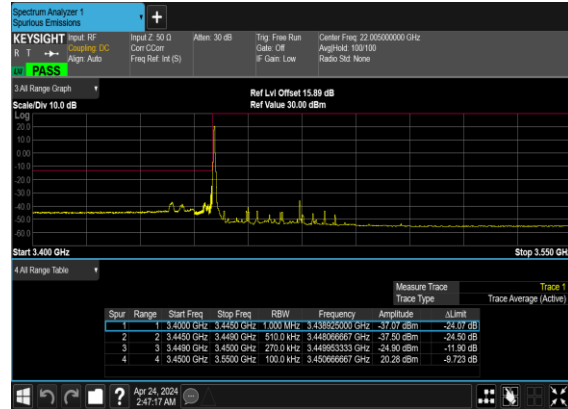 Spectrum Analyzer 1
Spurious Emissions
KEYSIGHT Input: RF Input Z: 50 Ω Atten: 30 dB Trig: Free Run Center Freq: 22.005000000 GHz
R T Coupling: DC Corr CCorr Gate: Off Avg|Hold: 100/100
Align: Auto Freq Ref: Int (S) IF Gain: Low Radio Std: None
PASS
3 All Range Graph
Ref Lvl Offset 15.89 dB
Scale/Div 10.0 dB Ref Value 30.00 dBm
Log
20.0
10.0
0.00
-10.0
-20.0
-30.0
-40.0
-50.0
-60.0
Start 3.400 GHz Stop 3.550 GHz
4 All Range Table
Measure Trace Trace 1
Trace Type Trace Average (Active)
Spur Range Start Freq Stop Freq RBW Frequency Amplitude ΔLimit
1 1 3.4000 GHz 3.4450 GHz 1.000 MHz 3.438925000 GHz -37.07 dBm -24.07 dB
2 2 3.4450 GHz 3.4490 GHz 510.0 kHz 3.448066667 GHz -37.50 dBm -24.50 dB
3 3 3.4490 GHz 3.4500 GHz 270.0 kHz 3.449953333 GHz -24.90 dBm -11.90 dB
4 4 3.4500 GHz 3.5500 GHz 100.0 kHz 3.450666667 GHz 20.28 dBm -9.723 dB
? Apr 24, 2024
2:47:17 AM